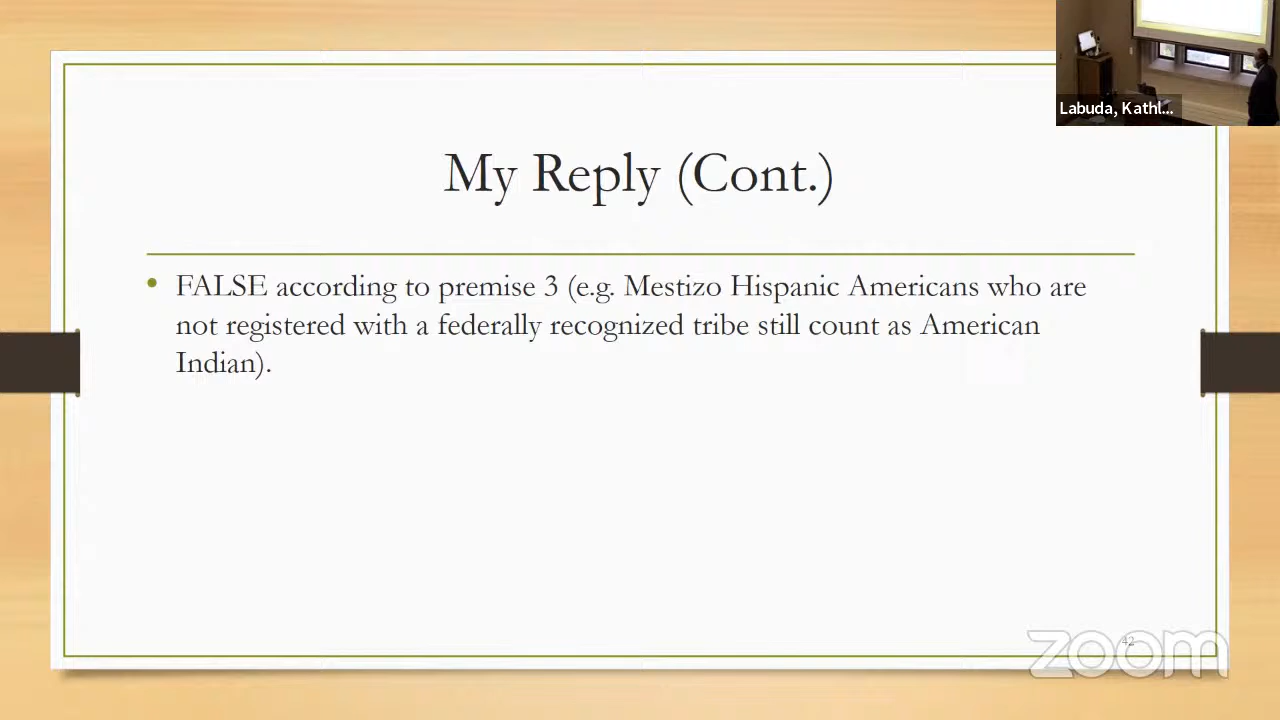 Labuda, Kathl...
My Reply (Cont.)
• FALSE according to premise 3 (e.g. Mestizo Hispanic Americans who are
not registered with a federally recognized tribe still count as American
Indian).
42
zoom